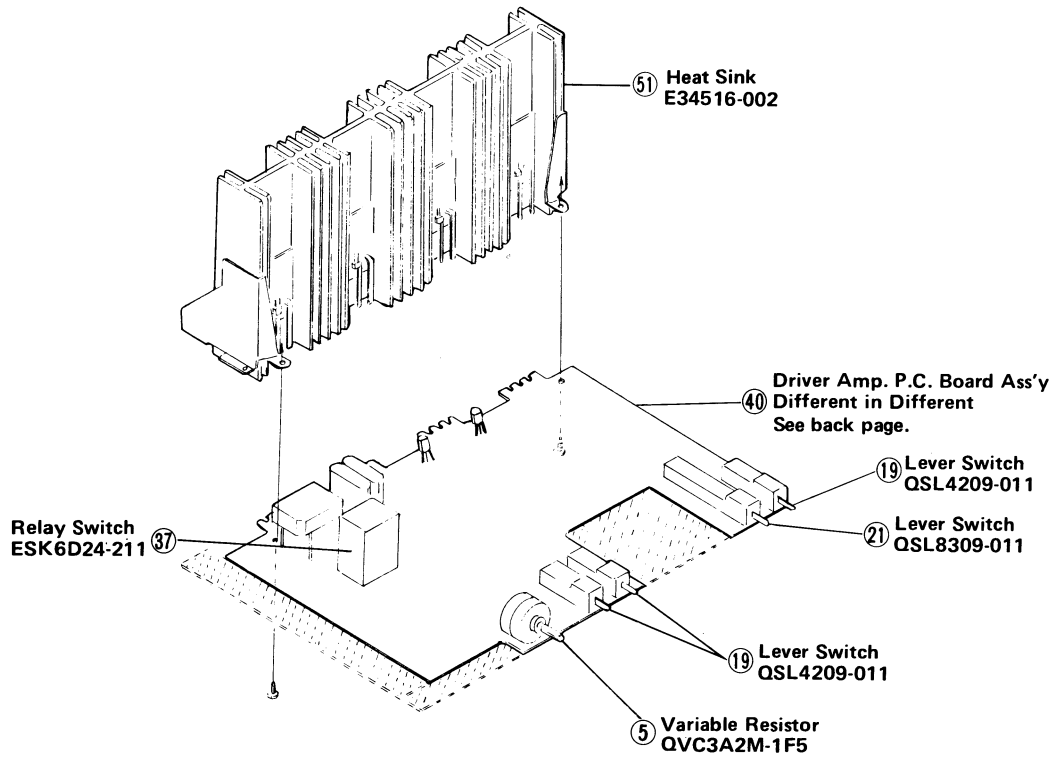 51 Heat Sink
E34516-002
Driver Amp. P.C. Board Ass'y
40 Different in Different
See back page.
19 Lever Switch
QSL4209-011
21 Lever Switch
QSL8309-011
Relay Switch
ESK6D24-211 37
19 Lever Switch
QSL4209-011
5 Variable Resistor
QVC3A2M-1F5